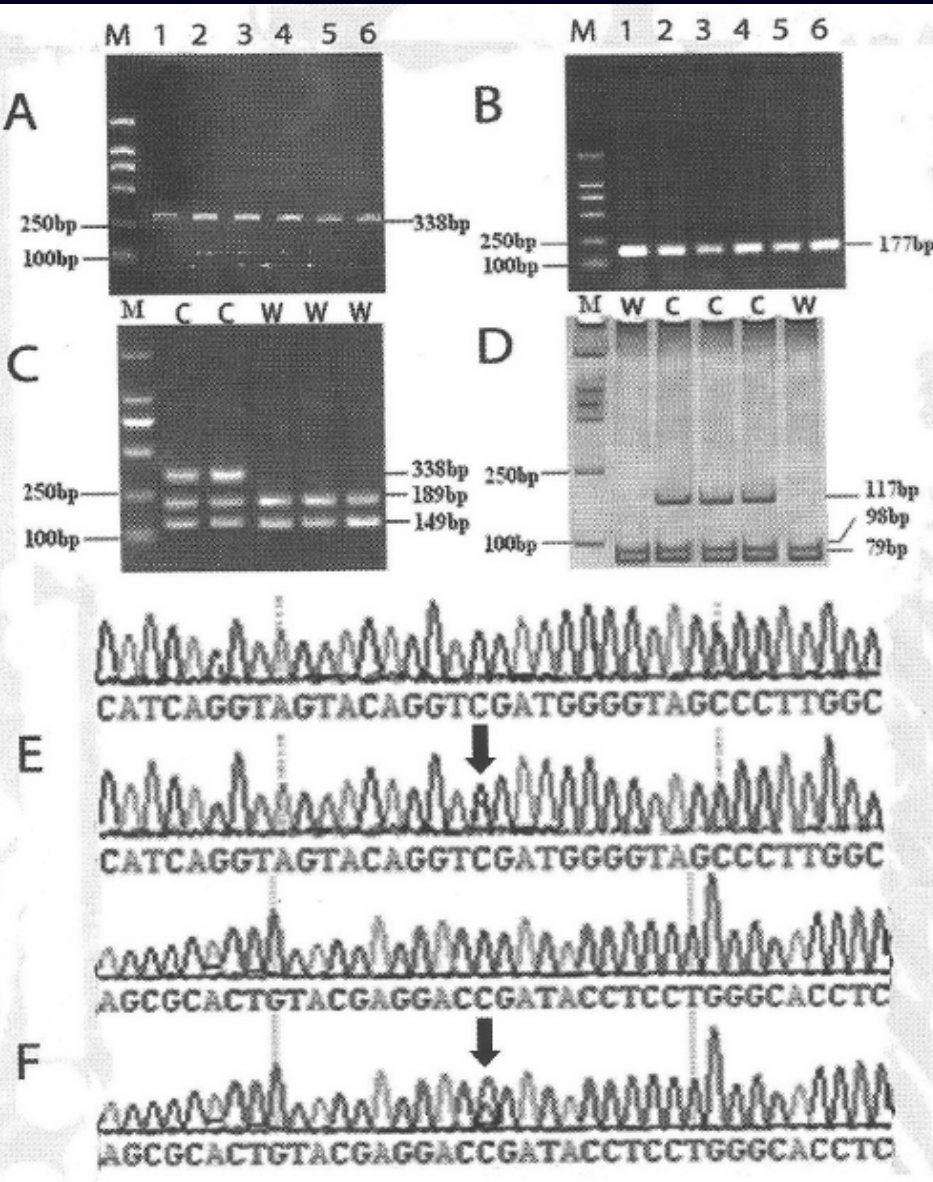 M 1 2 3 4 5 6
A
250bp
100bp
338bp
M 1 2 3 4 5 6
B
250bp
100bp
177bp
M C C W W W
C
250bp
100bp
338bp
189bp
149bp
M W C C C W
D
250bp
100bp
117bp
98bp
79bp
E
CATCAGGTAGTACAGGTCGATGGGGTAGCCCTTGGC
CATCAGGTAGTACAGGTCGATGGGGTAGCCCTTGGC
F
AGCGCACTGTACGAGGACCGATACCTCCTGGGCACCTC
AGCGCACTGTACGAGGACCGATACCTCCTGGGCACCTC